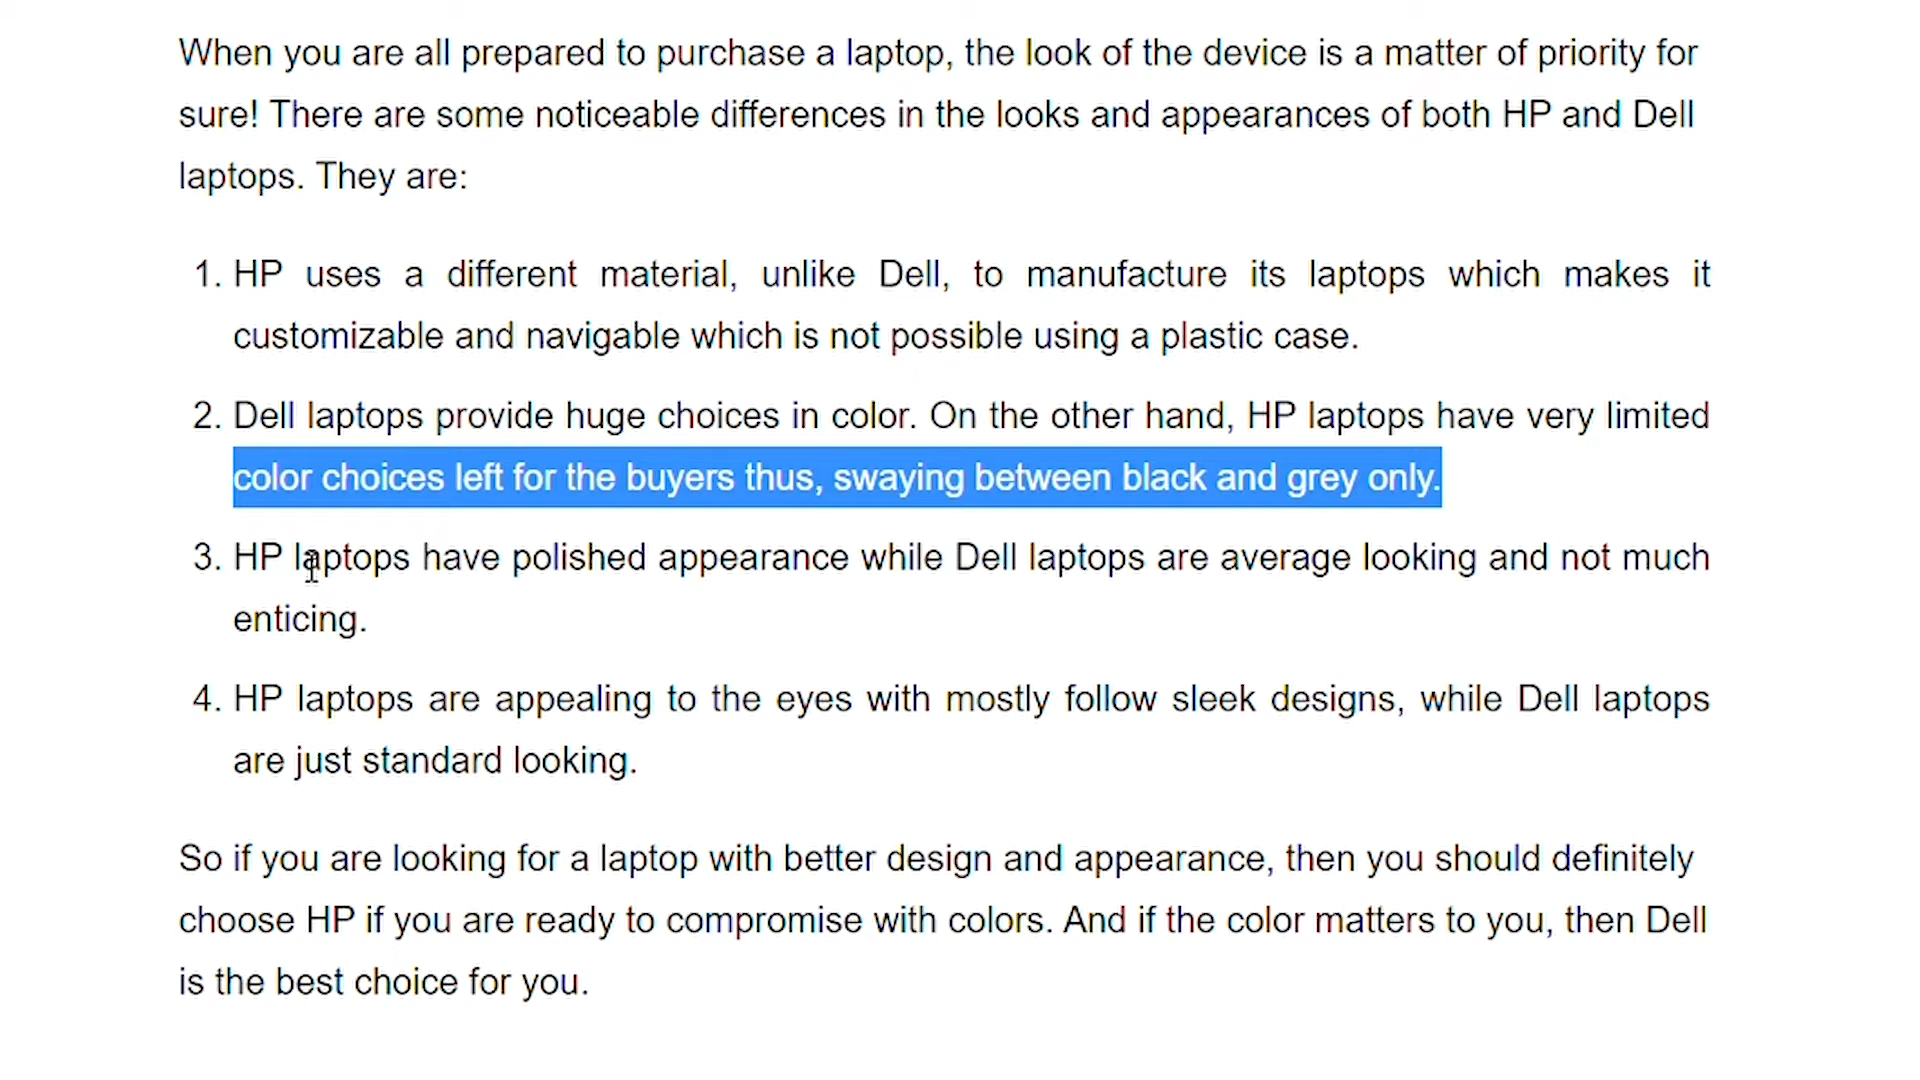 When you are all prepared to purchase a laptop, the look of the device is a matter of priority for
sure! There are some noticeable differences in the looks and appearances of both HP and Dell
laptops. They are:
1. HP uses a different material, unlike Dell, to manufacture its laptops which makes it
customizable and navigable which is not possible using a plastic case.
2. Dell laptops provide huge choices in color. On the other hand, HP laptops have very limited
color choices left for the buyers thus, swaying between black and grey only.
3. HP laptops have polished appearance while Dell laptops are average looking and not much
enticing.
4. HP laptops are appealing to the eyes with mostly follow sleek designs, while Dell laptops
are just standard looking.
So if you are looking for a laptop with better design and appearance, then you should definitely
choose HP if you are ready to compromise with colors. And if the color matters to you, then Dell
is the best choice for you.